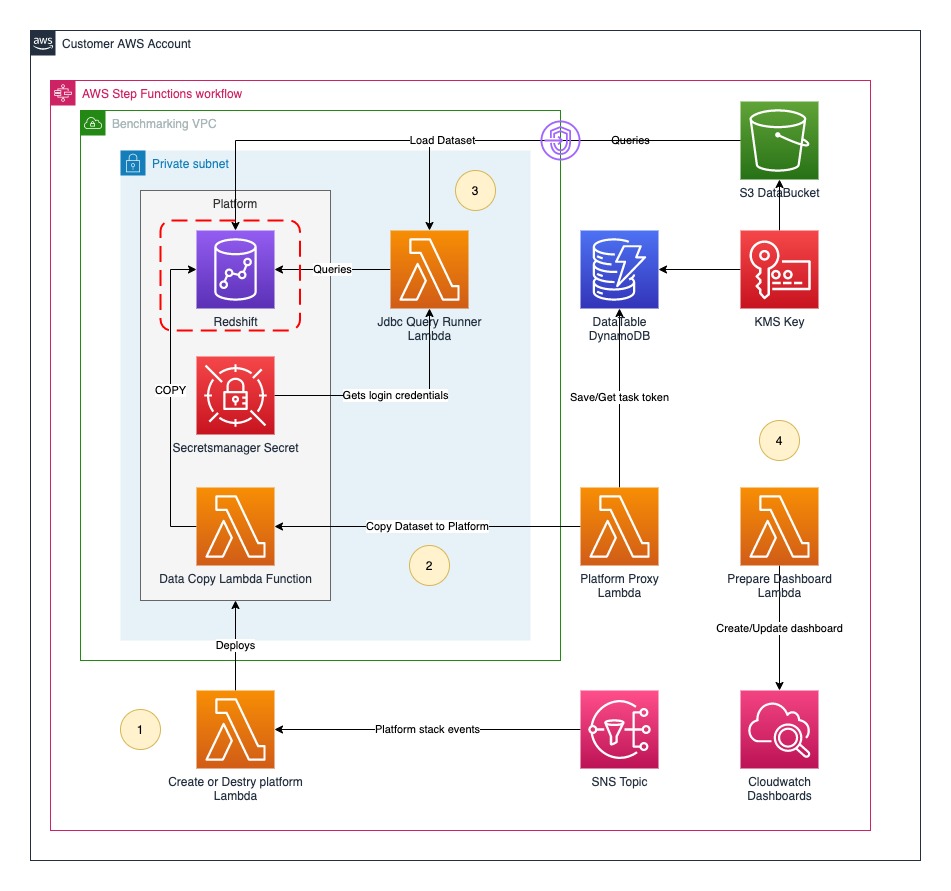 aws
Customer AWS Account
AWS Step Functions workflow
Benchmarking VPC
Load Dataset
Queries
Private subnet
3
S3 DataBucket
Platform
Queries
Redshift
Jdbc Query Runner
Lambda
DataTable
DynamoDB
KMS Key
COPY
Gets login credentials
Save/Get task token
Secretsmanager Secret
4
Copy Dataset to Platform
2
Data Copy Lambda Function
Platform Proxy
Lambda
Prepare Dashboard
Lambda
Create/Update dashboard
Deploys
1
Platform stack events
Create or Destry platform
Lambda
SNS Topic
Cloudwatch
Dashboards